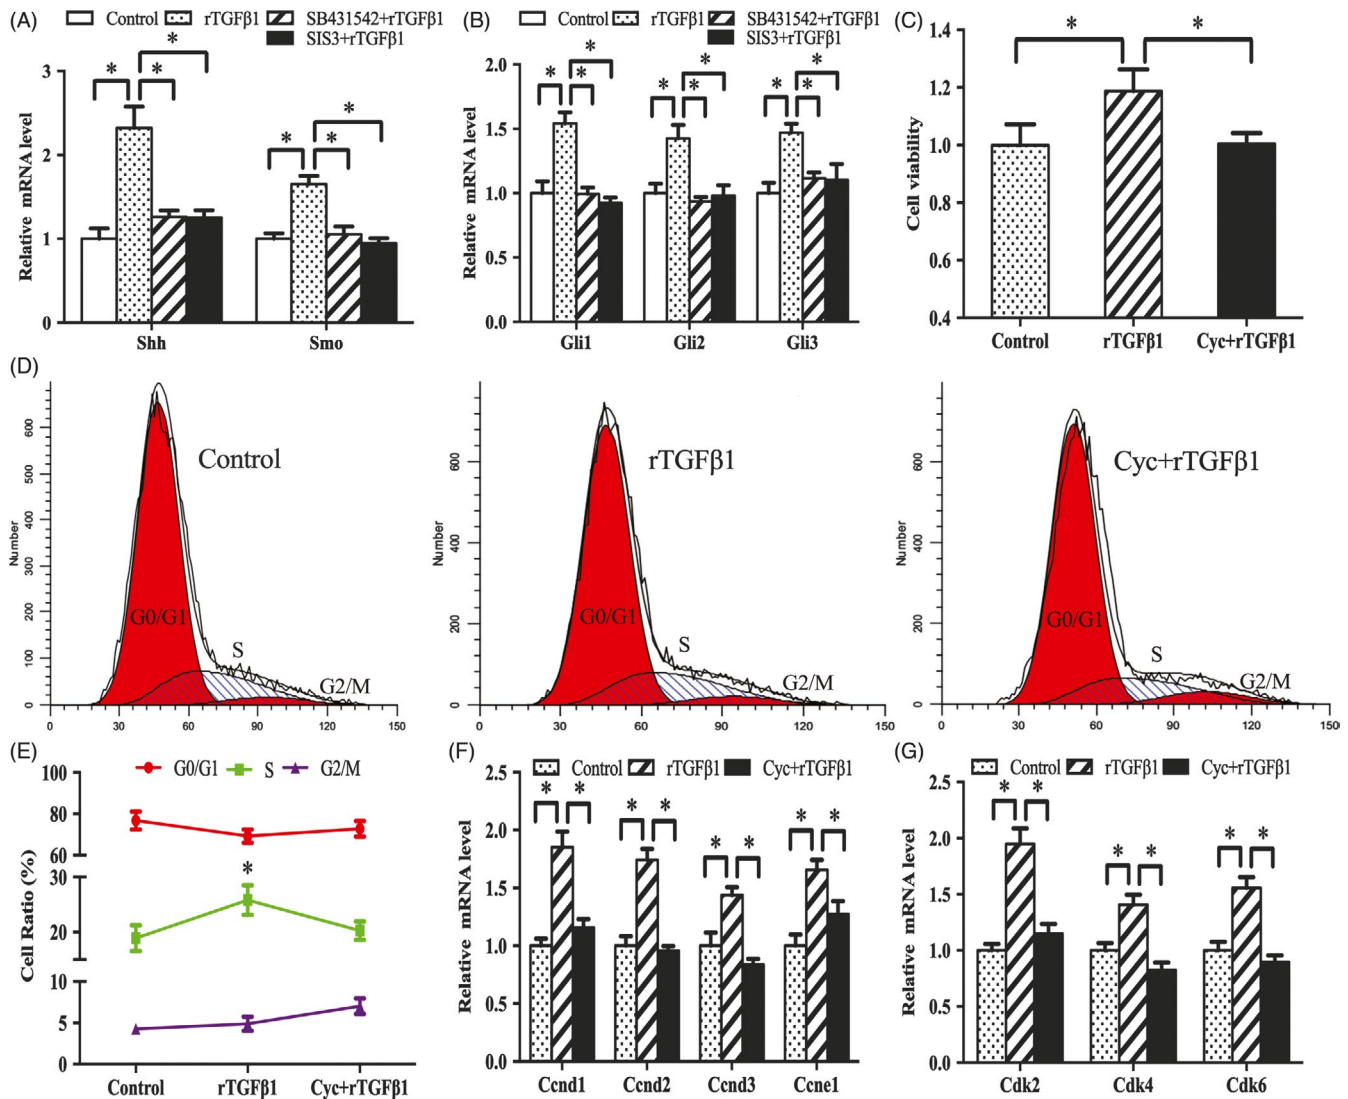 (A) Control rTGFβ1 SB431542+rTGFβ1
SIS3+rTGFβ1
*
* *
*
* *
3
2
1
0
Relative mRNA level
Shh Smo
(B) Control rTGFβ1 SB431542+rTGFβ1
SIS3+rTGFβ1
* * *
* * *
* * *
2.0
1.5
1.0
0.5
0.0
Relative mRNA level
Gli1 Gli2 Gli3
(C)
* *
1.4
1.2
1.0
0.8
0.6
0.4
Cell viability
Control rTGFβ1 Cyc+rTGFβ1
(D)
Control
600
500
400
300
200
100
0
Number
G0/G1
S
G2/M
0 30 60 90 120 150
rTGFβ1
600
400
200
0
Number
G0/G1
S
G2/M
0 30 60 90 120 150
Cyc+rTGFβ1
600
400
200
0
Number
G0/G1
S
G2/M
0 30 60 90 120 150
(E)
G0/G1 S G2/M
100
80
60
30
20
10
5
0
*
Cell Ratio (%)
Control rTGFβ1 Cyc+rTGFβ1
(F) Control rTGFβ1 Cyc+rTGFβ1
* * * * * * * *
2.5
2.0
1.5
1.0
0.5
0.0
Relative mRNA level
Ccnd1 Ccnd2 Ccnd3 Ccne1
(G) Control rTGFβ1 Cyc+rTGFβ1
* * * * * *
2.5
2.0
1.5
1.0
0.5
0.0
Relative mRNA level
Cdk2 Cdk4 Cdk6